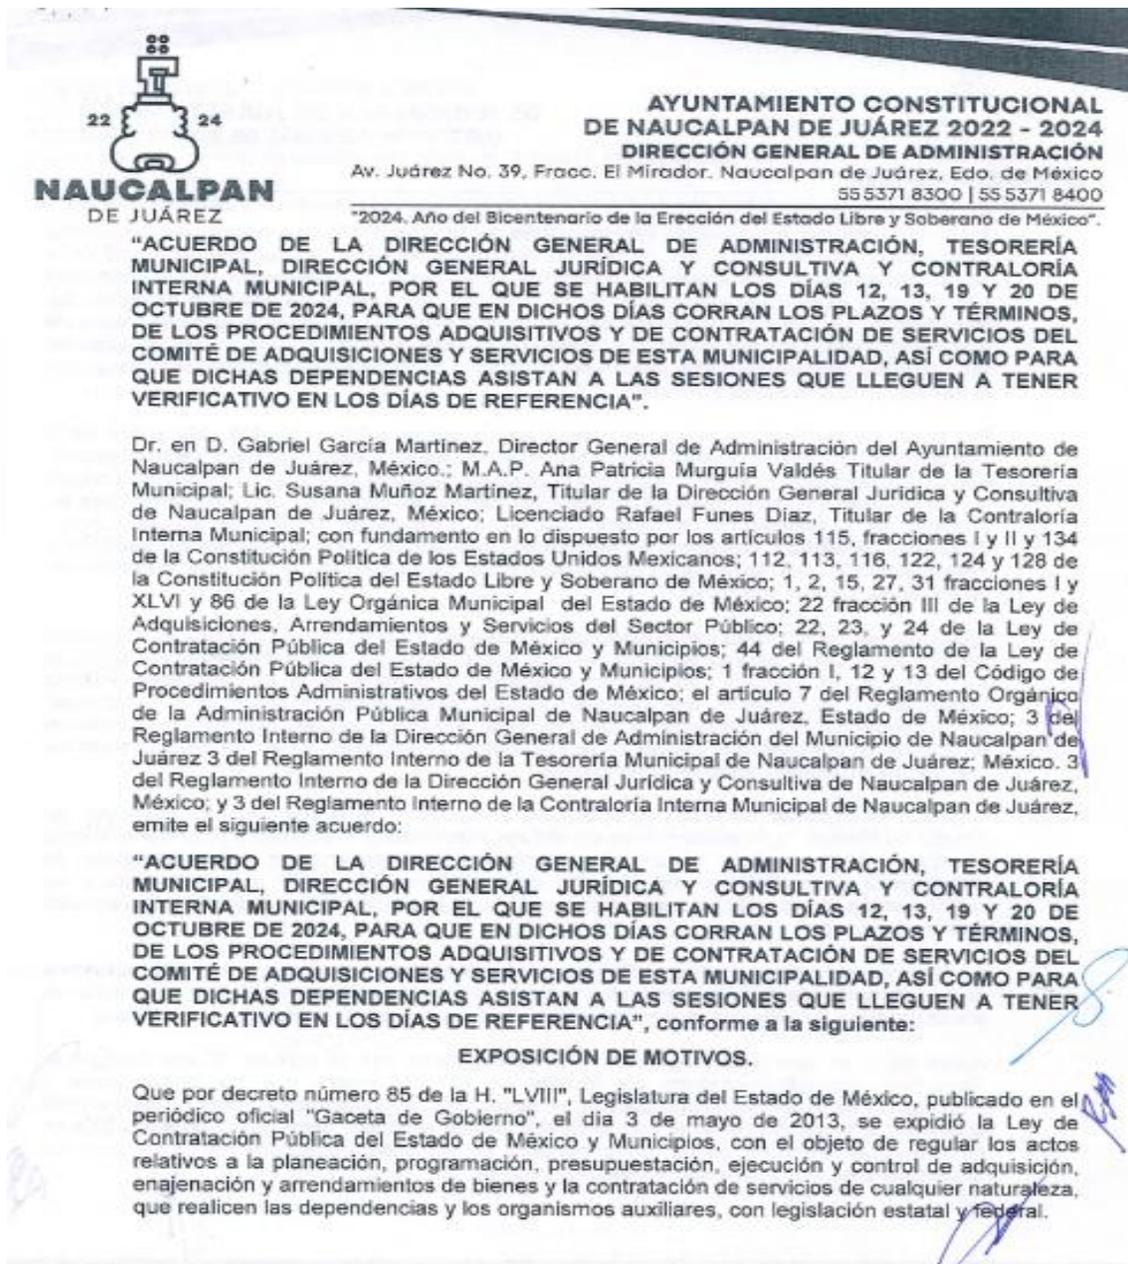 22 24
NAUCALPAN
DE JUÁREZ
AYUNTAMIENTO CONSTITUCIONAL
DE NAUCALPAN DE JUÁREZ 2022 - 2024
DIRECCIÓN GENERAL DE ADMINISTRACIÓN
Av. Juárez No. 39, Fracc. El Mirador. Naucalpan de Juárez, Edo. de México
55 5371 8300 | 55 5371 8400
"2024. Año del Bicentenario de la Erección del Estado Libre y Soberano de México".
"ACUERDO DE LA DIRECCIÓN GENERAL DE ADMINISTRACIÓN, TESORERÍA
MUNICIPAL, DIRECCIÓN GENERAL JURÍDICA Y CONSULTIVA Y CONTRALORÍA
INTERNA MUNICIPAL, POR EL QUE SE HABILITAN LOS DÍAS 12, 13, 19 Y 20 DE
OCTUBRE DE 2024, PARA QUE EN DICHOS DÍAS CORRAN LOS PLAZOS Y TÉRMINOS,
DE LOS PROCEDIMIENTOS ADQUISITIVOS Y DE CONTRATACIÓN DE SERVICIOS DEL
COMITÉ DE ADQUISICIONES Y SERVICIOS DE ESTA MUNICIPALIDAD, ASÍ COMO PARA
QUE DICHAS DEPENDENCIAS ASISTAN A LAS SESIONES QUE LLEGUEN A TENER
VERIFICATIVO EN LOS DÍAS DE REFERENCIA".
Dr. en D. Gabriel García Martínez, Director General de Administración del Ayuntamiento de
Naucalpan de Juárez, México.; M.A.P. Ana Patricia Murguía Valdés Titular de la Tesorería
Municipal; Lic. Susana Muñoz Martínez, Titular de la Dirección General Jurídica y Consultiva
de Naucalpan de Juárez, México; Licenciado Rafael Funes Díaz, Titular de la Contraloría
Interna Municipal; con fundamento en lo dispuesto por los artículos 115, fracciones I y II y 134
de la Constitución Política de los Estados Unidos Mexicanos; 112, 113, 116, 122, 124 y 128 de
la Constitución Política del Estado Libre y Soberano de México; 1, 2, 15, 27, 31 fracciones I y
XLVI y 86 de la Ley Orgánica Municipal del Estado de México; 22 fracción III de la Ley de
Adquisiciones, Arrendamientos y Servicios del Sector Público; 22, 23, y 24 de la Ley de
Contratación Pública del Estado de México y Municipios; 44 del Reglamento de la Ley de
Contratación Pública del Estado de México y Municipios; 1 fracción I, 12 y 13 del Código de
Procedimientos Administrativos del Estado de México; el artículo 7 del Reglamento Orgánico
de la Administración Pública Municipal de Naucalpan de Juárez, Estado de México; 3 del
Reglamento Interno de la Dirección General de Administración del Municipio de Naucalpan de
Juárez 3 del Reglamento Interno de la Tesorería Municipal de Naucalpan de Juárez; México. 3
del Reglamento Interno de la Dirección General Jurídica y Consultiva de Naucalpan de Juárez,
México; y 3 del Reglamento Interno de la Contraloría Interna Municipal de Naucalpan de Juárez,
emite el siguiente acuerdo:
"ACUERDO DE LA DIRECCIÓN GENERAL DE ADMINISTRACIÓN, TESORERÍA
MUNICIPAL, DIRECCIÓN GENERAL JURÍDICA Y CONSULTIVA Y CONTRALORÍA
INTERNA MUNICIPAL, POR EL QUE SE HABILITAN LOS DÍAS 12, 13, 19 Y 20 DE
OCTUBRE DE 2024, PARA QUE EN DICHOS DÍAS CORRAN LOS PLAZOS Y TÉRMINOS,
DE LOS PROCEDIMIENTOS ADQUISITIVOS Y DE CONTRATACIÓN DE SERVICIOS DEL
COMITÉ DE ADQUISICIONES Y SERVICIOS DE ESTA MUNICIPALIDAD, ASÍ COMO PARA
QUE DICHAS DEPENDENCIAS ASISTAN A LAS SESIONES QUE LLEGUEN A TENER
VERIFICATIVO EN LOS DÍAS DE REFERENCIA", conforme a la siguiente:
EXPOSICIÓN DE MOTIVOS.
Que por decreto número 85 de la H. "LVIII", Legislatura del Estado de México, publicado en el
periódico oficial "Gaceta de Gobierno", el día 3 de mayo de 2013, se expidió la Ley de
Contratación Pública del Estado de México y Municipios, con el objeto de regular los actos
relativos a la planeación, programación, presupuestación, ejecución y control de adquisición,
enajenación y arrendamientos de bienes y la contratación de servicios de cualquier naturaleza,
que realicen las dependencias y los organismos auxiliares, con legislación estatal y federal.